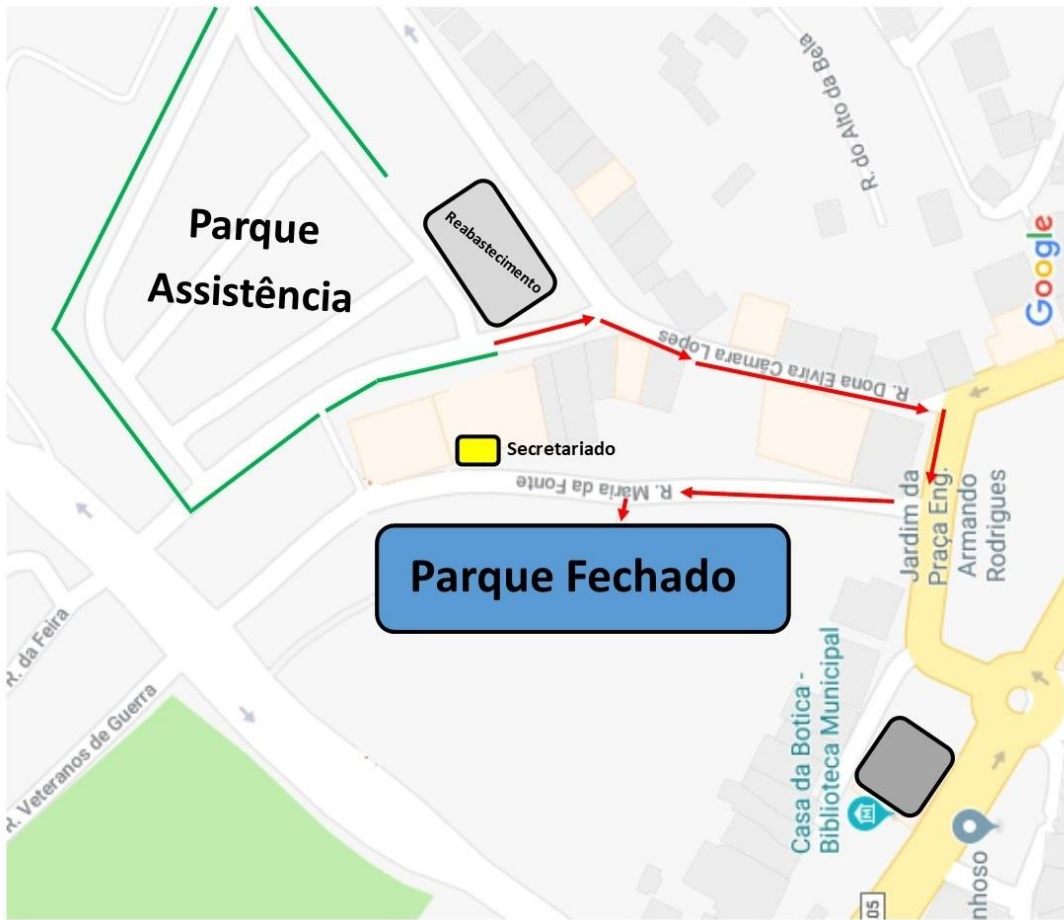 R. do Alto da Bela
Parque
Assistência
Reabastecimento
Google
R. Dona Elvira Câmara Lopes
Secretariado
R. Maria da Fonte
Jardim da
Praça Eng.
Armando
Rodrigues
Parque Fechado
R. da Feira
R. Veteranos de Guerra
Casa da Botica -
Biblioteca Municipal
nhoso
05